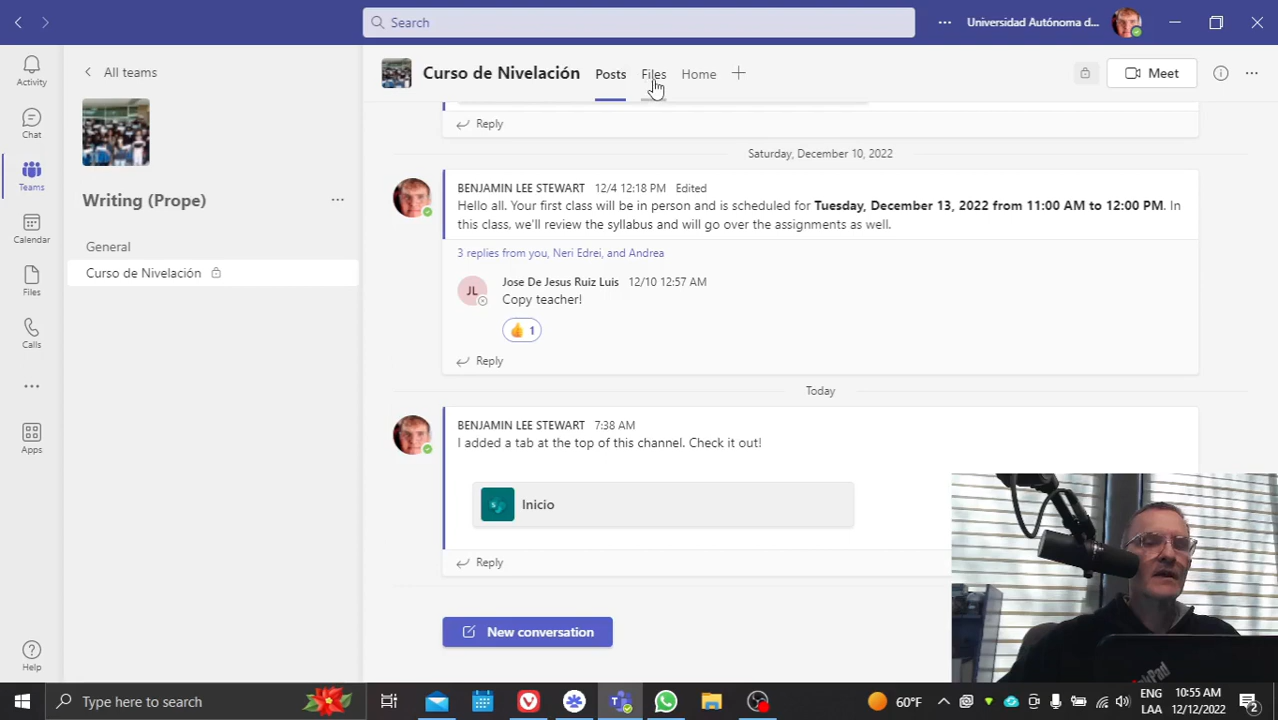 Search
Universidad Autónoma d...
Activity
All teams
Curso de Nivelación
Posts
Files
Home
Meet
Chat
Reply
Saturday, December 10, 2022
Teams
Writing (Prope)
BENJAMIN LEE STEWART 12/4 12:18 PM Edited
Hello all. Your first class will be in person and is scheduled for Tuesday, December 13, 2022 from 11:00 AM to 12:00 PM. In
this class, we'll review the syllabus and will go over the assignments as well.
Calendar
General
3 replies from you, Neri Edrei, and Andrea
Curso de Nivelación
Files
JL
Jose De Jesus Ruiz Luis 12/10 12:57 AM
Copy teacher!
1
Calls
Reply
Today
BENJAMIN LEE STEWART 7:38 AM
I added a tab at the top of this channel. Check it out!
Apps
Inicio
Reply
New conversation
Help
Type here to search
60°F
ENG
LAA
10:55 AM
12/12/2022
2